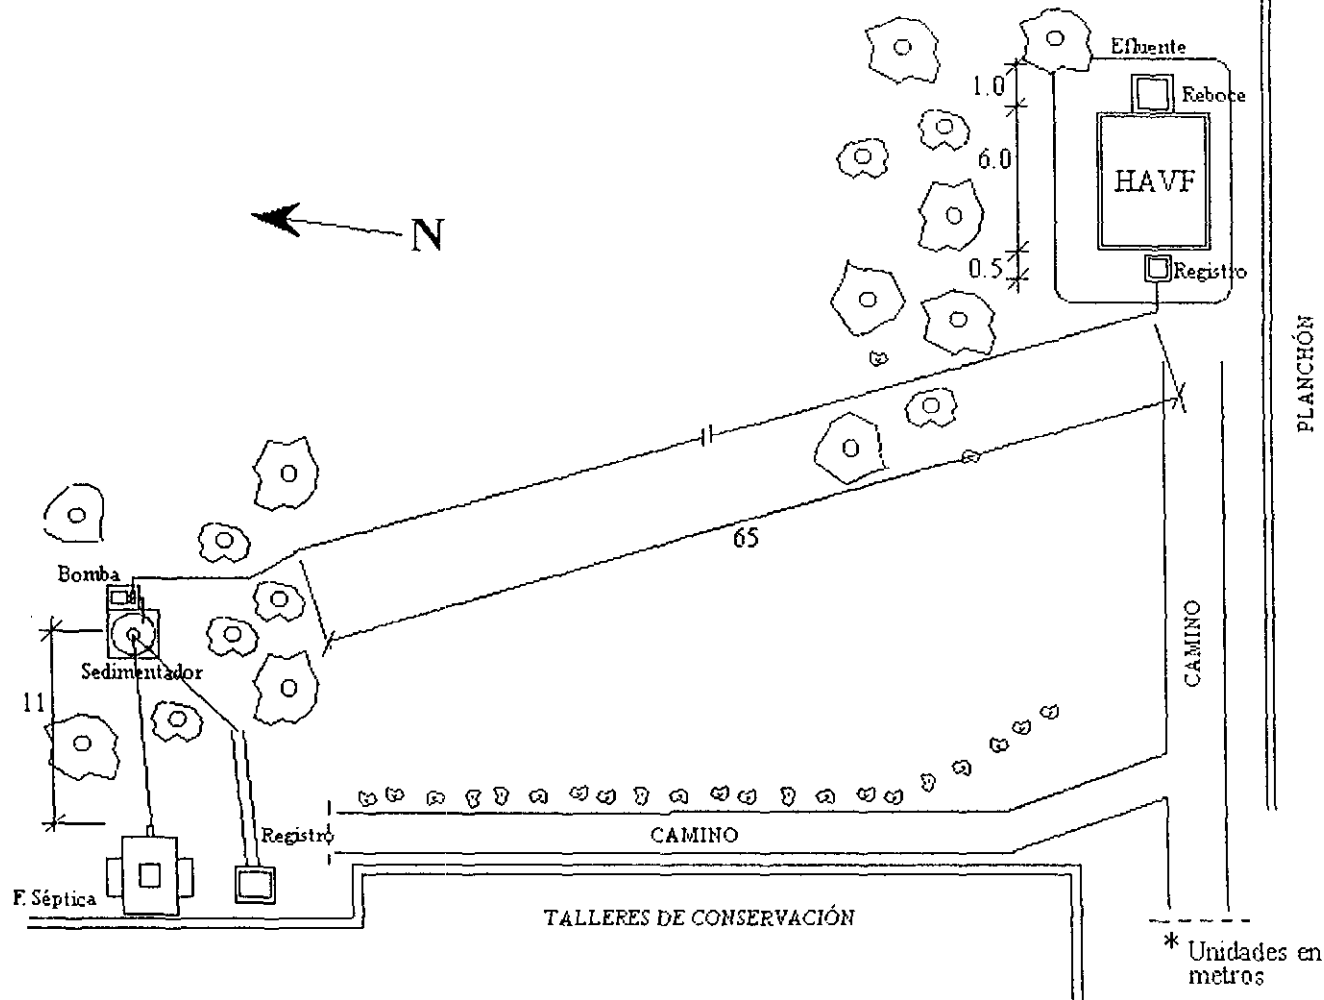 Efluente
1.0
Reboce
6.0
HAVF
N
0.5
Registro
PLANCHÓN
65
Bomba
Sedimentador
CAMINO
11
Registro
CAMINO
F. Séptica
TALLERES DE CONSERVACIÓN
* Unidades en
metros